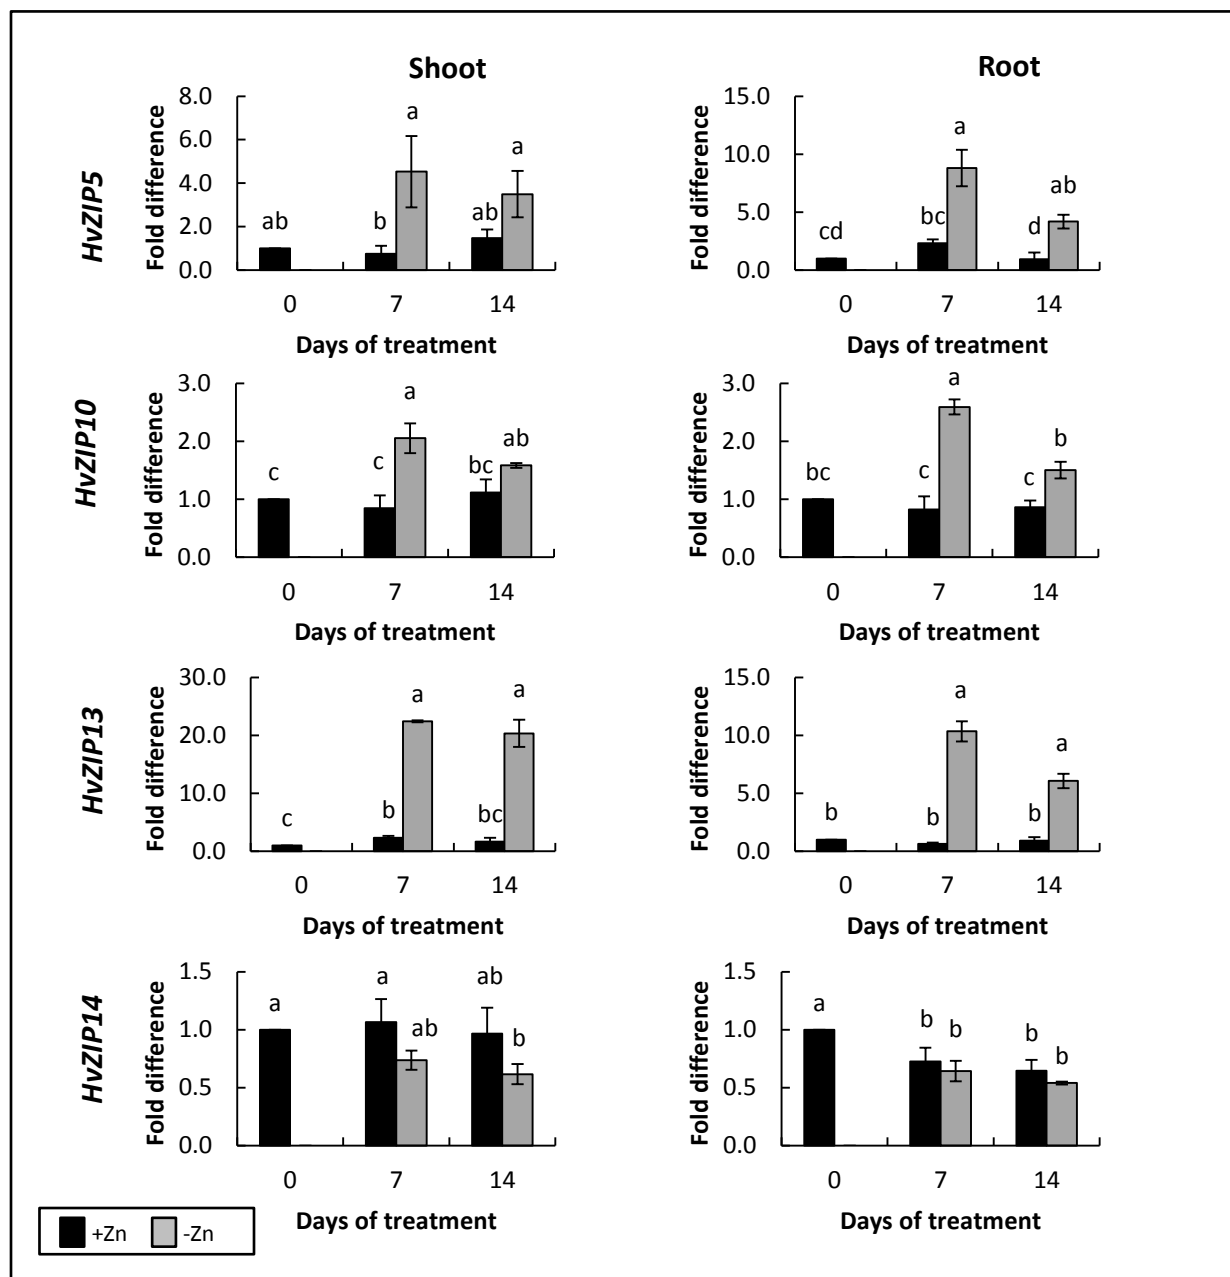 Shoot
Root
HvZIP5
Fold difference
8.0
6.0
4.0
2.0
0.0
ab
b
a
ab
a
0
7
14
Days of treatment
Fold difference
15.0
10.0
5.0
0.0
cd
bc
a
d
ab
0
7
14
Days of treatment
HvZIP10
Fold difference
3.0
2.0
1.0
0.0
c
c
a
bc
ab
0
7
14
Days of treatment
Fold difference
3.0
2.0
1.0
0.0
bc
c
a
c
b
0
7
14
Days of treatment
HvZIP13
Fold difference
30.0
20.0
10.0
0.0
c
b
a
bc
a
0
7
14
Days of treatment
Fold difference
15.0
10.0
5.0
0.0
b
b
a
b
a
0
7
14
Days of treatment
HvZIP14
Fold difference
1.5
1.0
0.5
0.0
a
a
ab
ab
b
0
7
14
Days of treatment
Fold difference
1.5
1.0
0.5
0.0
a
b
b
b
b
0
7
14
Days of treatment
+Zn
-Zn